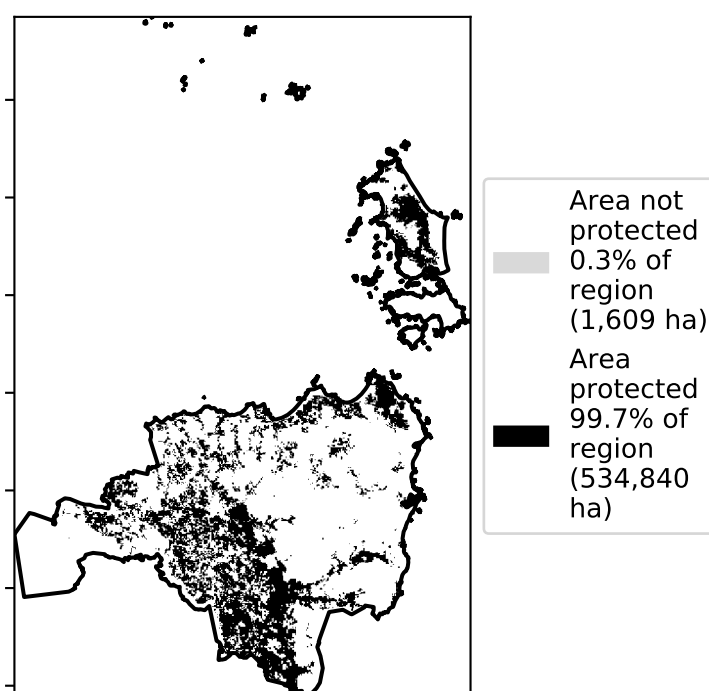 Area not
protected
0.3% of
region
(1,609 ha)
Area
protected
99.7% of
region
(534,840
ha)